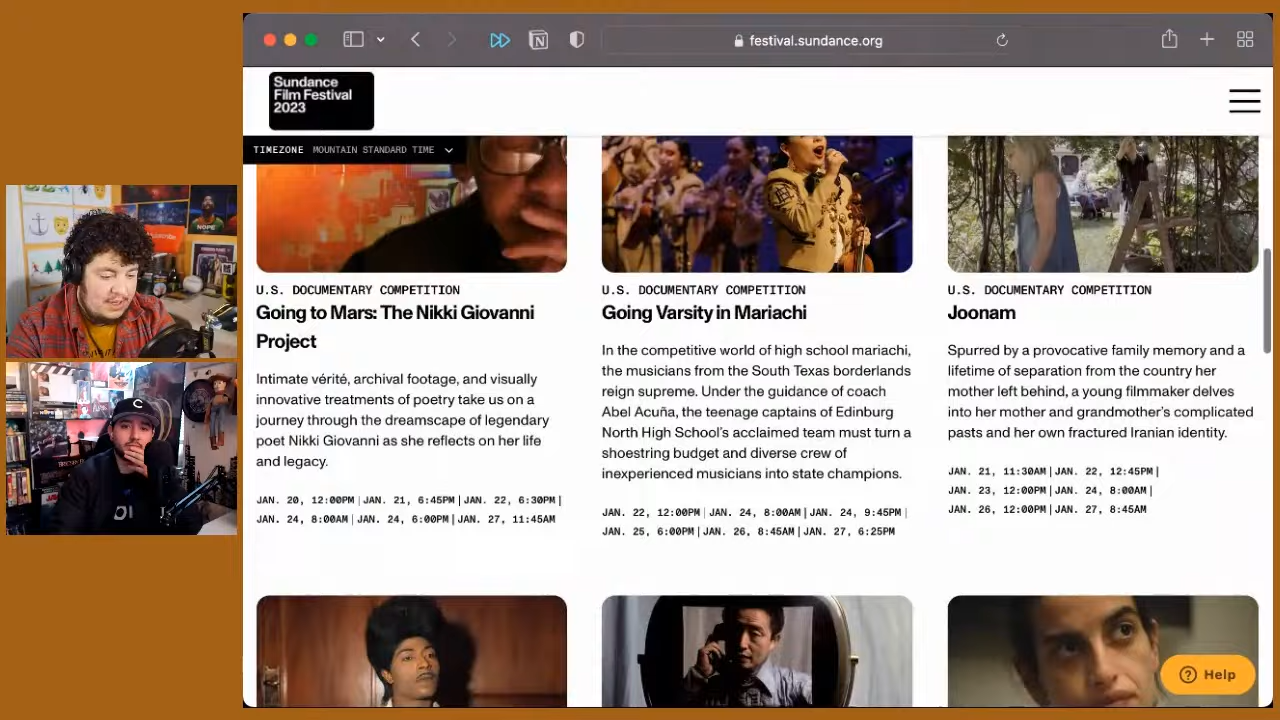 festival.sundance.org
Sundance
Film Festival
2023
TIMEZONE MOUNTAIN STANDARD TIME
NOPE
U.S. DOCUMENTARY COMPETITION
Going to Mars: The Nikki Giovanni
Project
Intimate vérité, archival footage, and visually
innovative treatments of poetry take us on a
journey through the dreamscape of legendary
poet Nikki Giovanni as she reflects on her life
and legacy.
JAN. 20, 12:00PM | JAN. 21, 6:45PM | JAN. 22, 6:30PM |
JAN. 24, 8:00AM | JAN. 24, 6:00PM | JAN. 27, 11:45AM
U.S. DOCUMENTARY COMPETITION
Going Varsity in Mariachi
In the competitive world of high school mariachi,
the musicians from the South Texas borderlands
reign supreme. Under the guidance of coach
Abel Acuña, the teenage captains of Edinburg
North High School's acclaimed team must turn a
shoestring budget and diverse crew of
inexperienced musicians into state champions.
JAN. 22, 12:00PM | JAN. 24, 8:00AM | JAN. 24, 9:45PM |
JAN. 25, 6:00PM | JAN. 26, 8:45AM | JAN. 27, 6:25PM
U.S. DOCUMENTARY COMPETITION
Joonam
Spurred by a provocative family memory and a
lifetime of separation from the country her
mother left behind, a young filmmaker delves
into her mother and grandmother's complicated
pasts and her own fractured Iranian identity.
JAN. 21, 11:30AM | JAN. 22, 12:45PM |
JAN. 23, 12:00PM | JAN. 24, 8:00AM |
JAN. 26, 12:00PM | JAN. 27, 8:45AM
C
Help